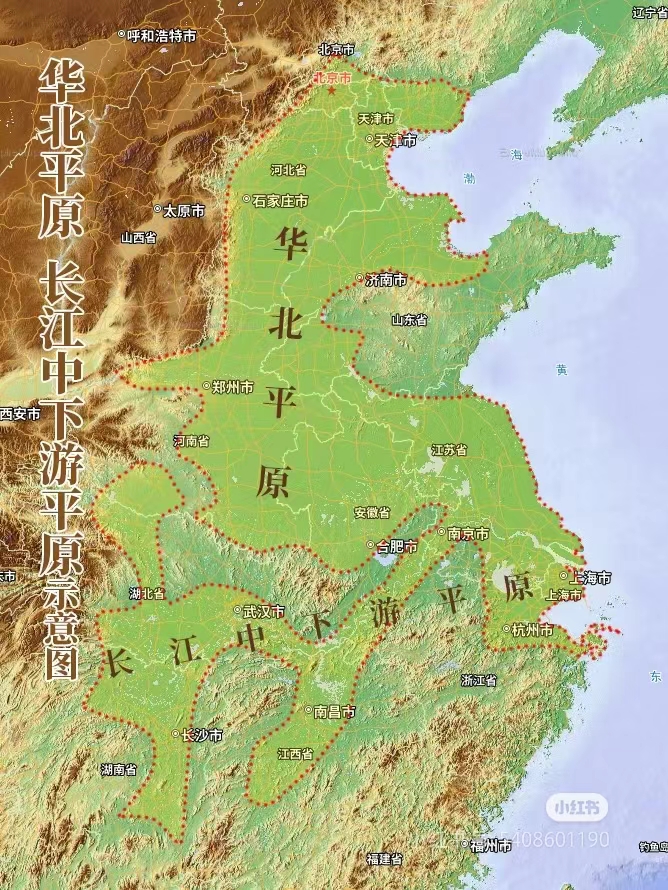 华北平原 长江中下游平原示意图
辽宁省
呼和浩特市
北京市
北京市
天津市
天津市
海
渤
河北省
石家庄市
太原市
山西省
华
北
平
原
济南市
山东省
黄
郑州市
西安市
河南省
江苏省
安徽省
南京市
合肥市
上海市
上海市
湖北省
武汉市
杭州市
长江中下游平原
东
浙江省
南昌市
长沙市
江西省
湖南省
小红书
408601190
福州市
福建省
钓鱼岛